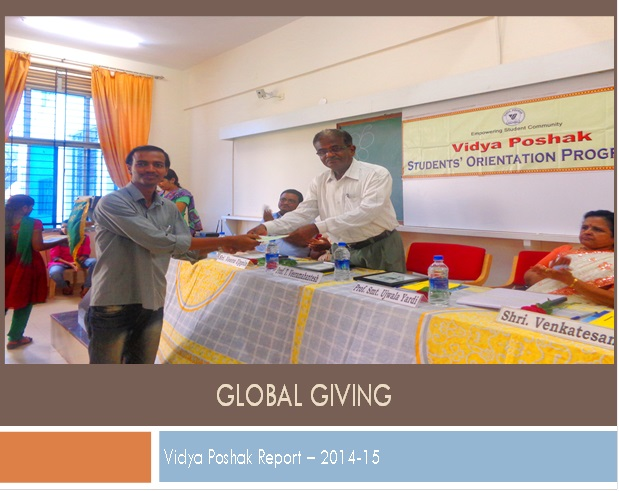 Empowering Student Community
Vidya Poshak
STUDENTS' ORIENTATION PROG
Prof. Smt. Ujwala Yardi
Shri. Venkatesan
GLOBAL GIVING
Vidya Poshak Report – 2014-15